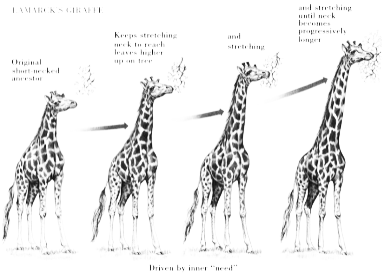 LAMARCK'S GIRAFFE
Original
short-necked
ancestor
Keeps stretching
neck to reach
leaves higher
up on tree
and
stretching
and stretching
until neck
becomes
progressively
longer
Driven by inner "need"